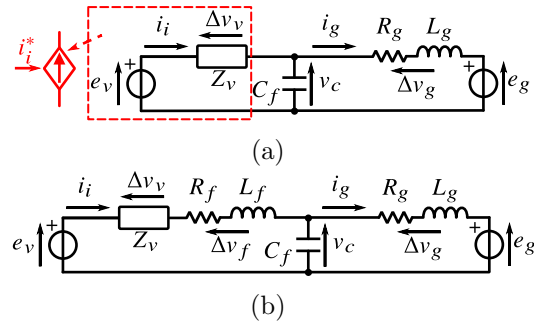 i_i^* i_i Δv_v i_g R_g L_g
e_v + Z_v C_f v_c Δv_g + e_g
(a)
i_i Δv_v R_f L_f i_g R_g L_g
e_v + Z_v Δv_f C_f v_c Δv_g + e_g
(b)